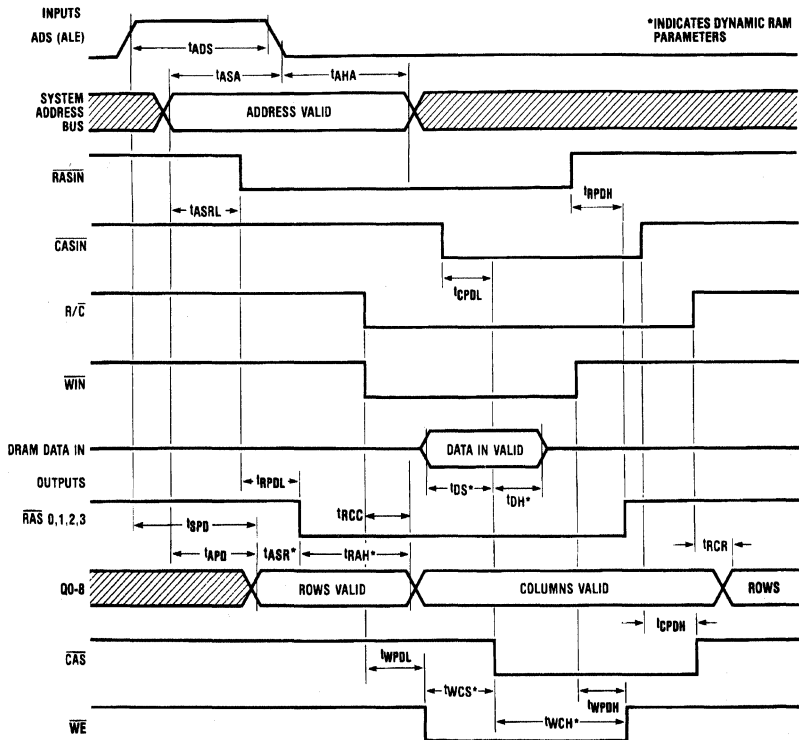 INPUTS
ADS (ALE)
*INDICATES DYNAMIC RAM
PARAMETERS
tADS
tASA
tAHA
SYSTEM
ADDRESS
BUS
ADDRESS VALID
RASIN
tRPDH
tASRL
CASIN
tCPDL
R/C
WIN
DRAM DATA IN
DATA IN VALID
OUTPUTS
tRPDL
tDS*
tDH*
RAS 0,1,2,3
tRCC
tSPD
tRCR
tAPD
tASR*
tRAH*
Q0-8
ROWS VALID
COLUMNS VALID
ROWS
tCPDH
CAS
tWPDL
tWCS*
tWPDH
tWCH*
WE